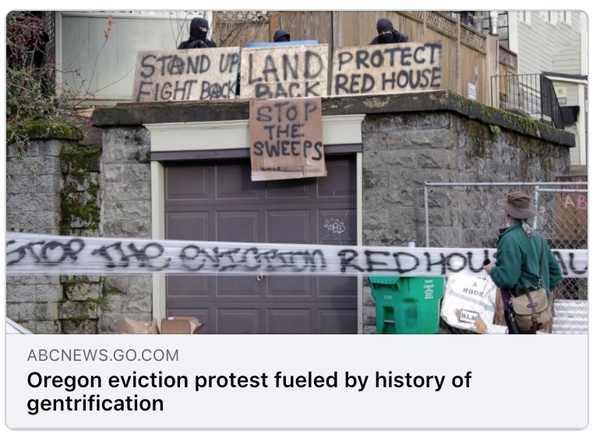 STAND UP
FIGHT BACK
LAND
BACK
PROTECT
RED HOUSE
STOP
THE
SWEEPS
STOP THE EVICTION RED HOU
BLM
ABCNEWS.GO.COM
Oregon eviction protest fueled by history of
gentrification